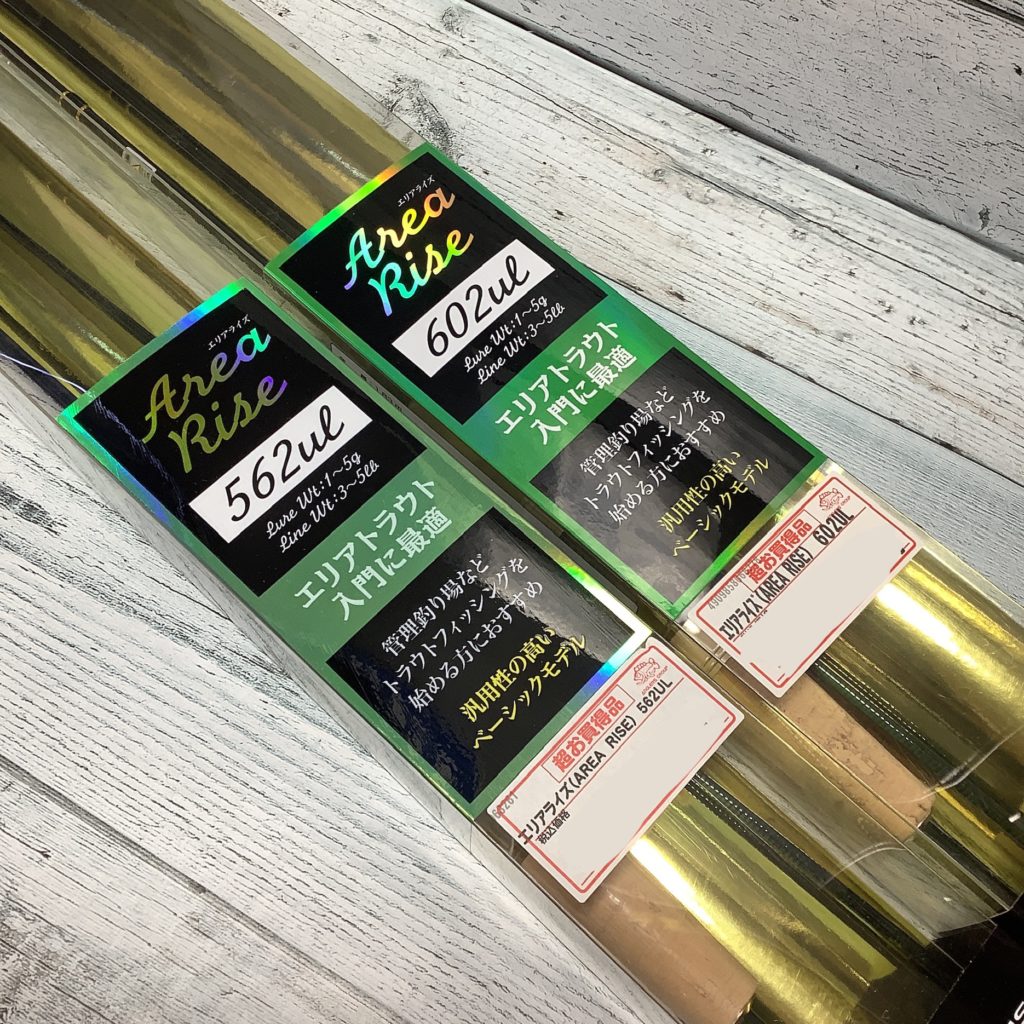 エリアライズ
Area
Rise
562ul
Lure Wt:1～5g
Line Wt:3～5lb
エリアトラウト
入門に最適
管理釣り場など
トラウトフィッシングを
始める方におすすめ
汎用性の高い
ベーシックモデル
超お買得品
エリアライズ(AREA RISE) 562UL
税込価格
エリアライズ
Area
Rise
602ul
Lure Wt:1～5g
Line Wt:3～5lb
エリアトラウト
入門に最適
管理釣り場など
トラウトフィッシングを
始める方におすすめ
汎用性の高い
ベーシックモデル
超お買得品
エリアライズ(AREA RISE) 602UL